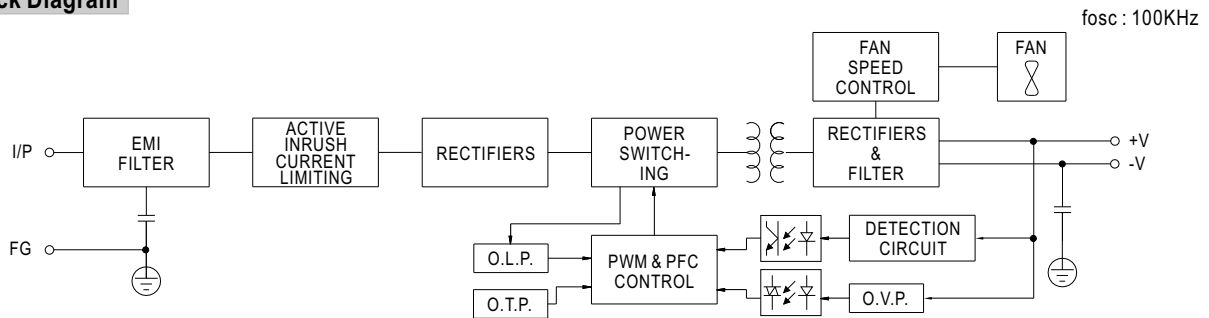 ck Diagram
fosc : 100KHz
FAN
SPEED
CONTROL
FAN
I/P
EMI
FILTER
ACTIVE
INRUSH
CURRENT
LIMITING
RECTIFIERS
POWER
SWITCH-
ING
RECTIFIERS
&
FILTER
+V
-V
FG
O.L.P.
O.T.P.
PWM & PFC
CONTROL
DETECTION
CIRCUIT
O.V.P.